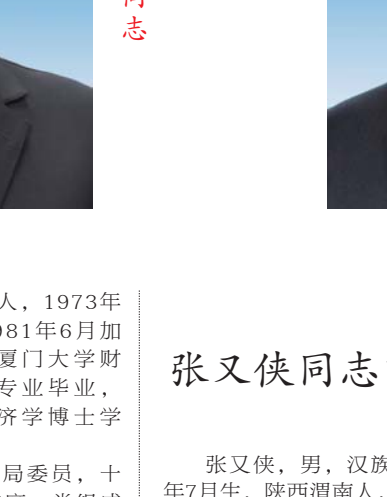 同
志
人，1973年
981年6月加
厦门大学财
专业毕业，
济学博士学
局委员，十
张又侠同志
张又侠，男，汉族
年7月生，陕西渭南人，